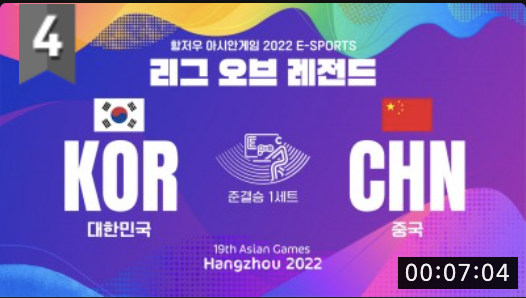 4
항저우 아시안게임 2022 E-SPORTS
리그 오브 레전드
KOR
대한민국
E
준결승 1세트
CHN
중국
19th Asian Games
Hangzhou 2022
00:07:04